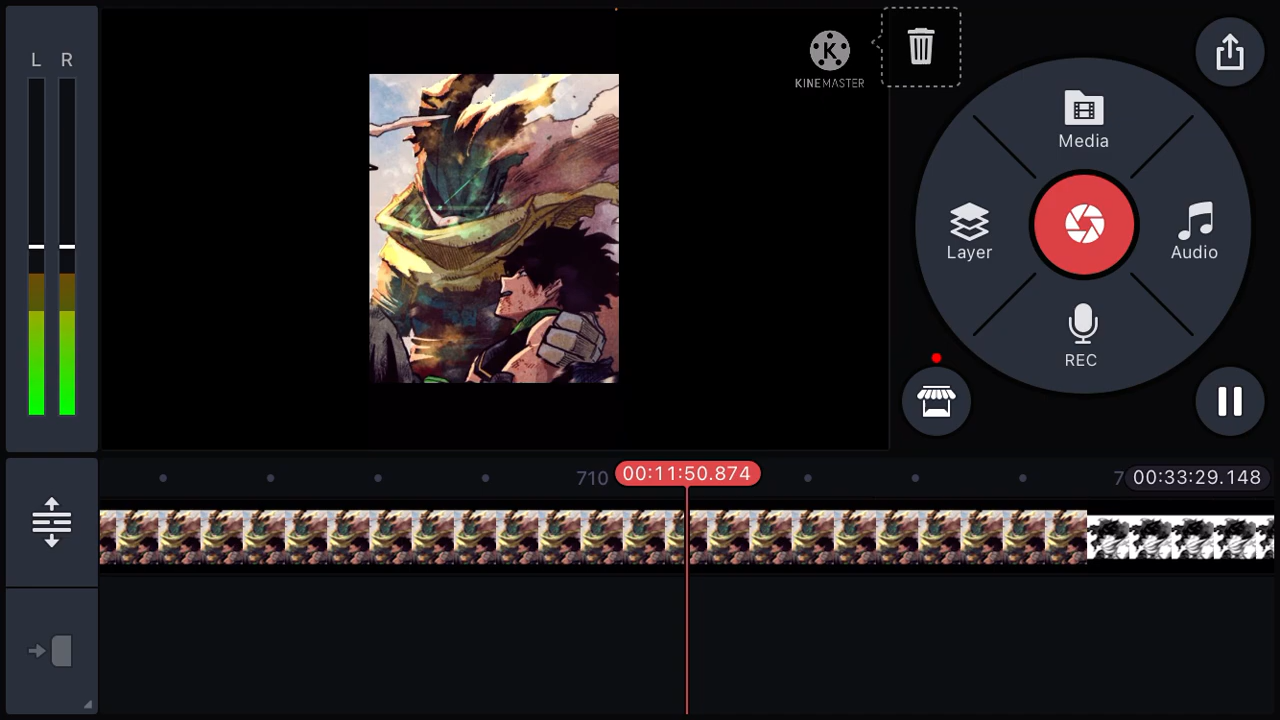 L R
KINEMASTER
Media
Layer
Audio
REC
710
00:11:50.874
7
00:33:29.148